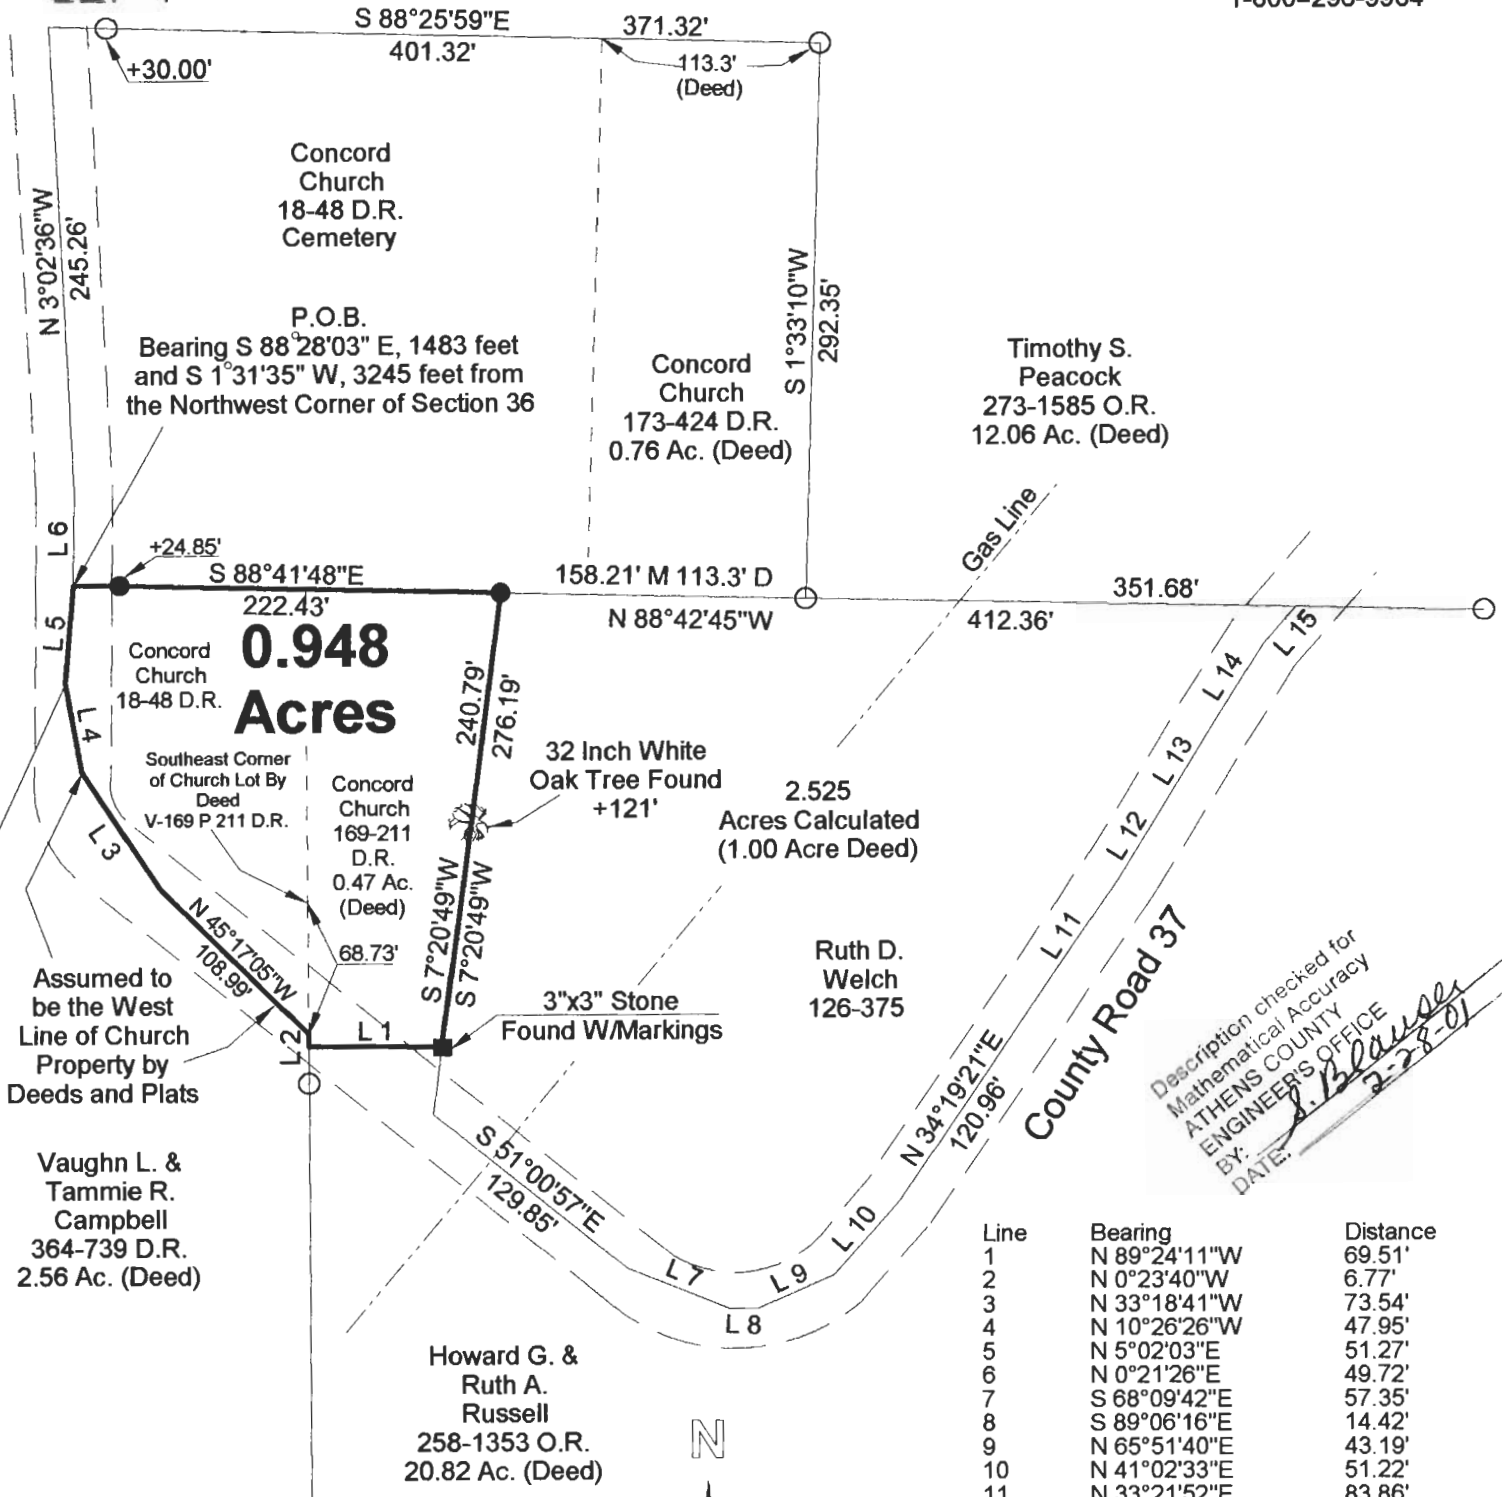 S 88°25'59"E
371.32'
401.32'
+30.00'
113.3'
(Deed)
Concord
Church
18-48 D.R.
Cemetery
N 3°02'36"W
245.26'
P.O.B.
Bearing S 88°28'03" E, 1483 feet
and S 1°31'35" W, 3245 feet from
the Northwest Corner of Section 36
Concord
Church
173-424 D.R.
0.76 Ac. (Deed)
S 1°33'10"W
292.35'
Timothy S.
Peacock
273-1585 O.R.
12.06 Ac. (Deed)
Gas Line
L 6
+24.85'
S 88°41'48"E
222.43'
158.21' M 113.3' D
N 88°42'45"W
351.68'
412.36'
L 5
Concord
Church
18-48 D.R.
0.948
Acres
L 4
240.79'
276.19'
L 15
L 14
L 13
L 12
L 11
Southeast Corner
of Church Lot By
Deed
V-169 P 211 D.R.
Concord
Church
169-211
D.R.
0.47 Ac.
(Deed)
32 Inch White
Oak Tree Found
+121'
2.525
Acres Calculated
(1.00 Acre Deed)
L 3
S 7°20'49"W
S 7°20'49"W
N 45°17'05"W
108.99'
68.73'
Ruth D.
Welch
126-375
Assumed to
be the West
Line of Church
Property by
Deeds and Plats
L 2
L 1
3"x3" Stone
Found W/Markings
County Road 37
N 34°19'21"E
120.96'
Description checked for
Mathematical Accuracy
ATHENS COUNTY
ENGINEER'S OFFICE
BY:
DATE: 2-28-01
S 51°00'57"E
129.85'
Vaughn L. &
Tammie R.
Campbell
364-739 D.R.
2.56 Ac. (Deed)
L 7
L 8
L 9
L 10
Howard G. &
Ruth A.
Russell
258-1353 O.R.
20.82 Ac. (Deed)
N
Line Bearing Distance
1 N 89°24'11"W 69.51'
2 N 0°23'40"W 6.77'
3 N 33°18'41"W 73.54'
4 N 10°26'26"W 47.95'
5 N 5°02'03"E 51.27'
6 N 0°21'26"E 49.72'
7 S 68°09'42"E 57.35'
8 S 89°06'16"E 14.42'
9 N 65°51'40"E 43.19'
10 N 41°02'33"E 51.22'
11 N 33°21'52"E 83.86'